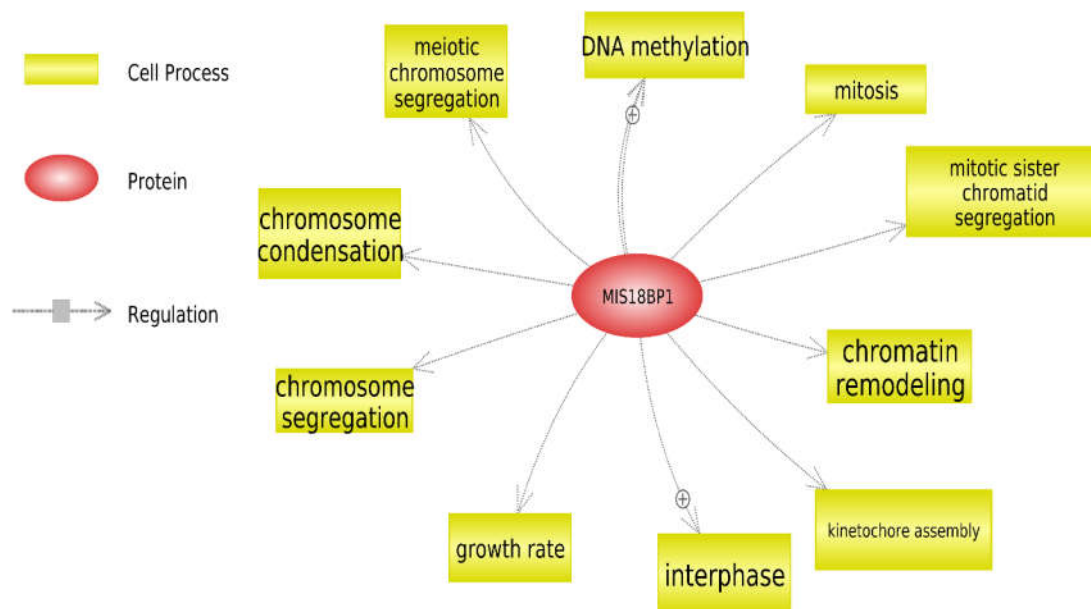 Cell Process
Protein
Regulation
meiotic
chromosome
segregation
DNA methylation
+
mitosis
mitotic sister
chromatid
segregation
chromosome
condensation
MIS18BP1
chromatin
remodeling
chromosome
segregation
+
growth rate
interphase
kinetochore assembly